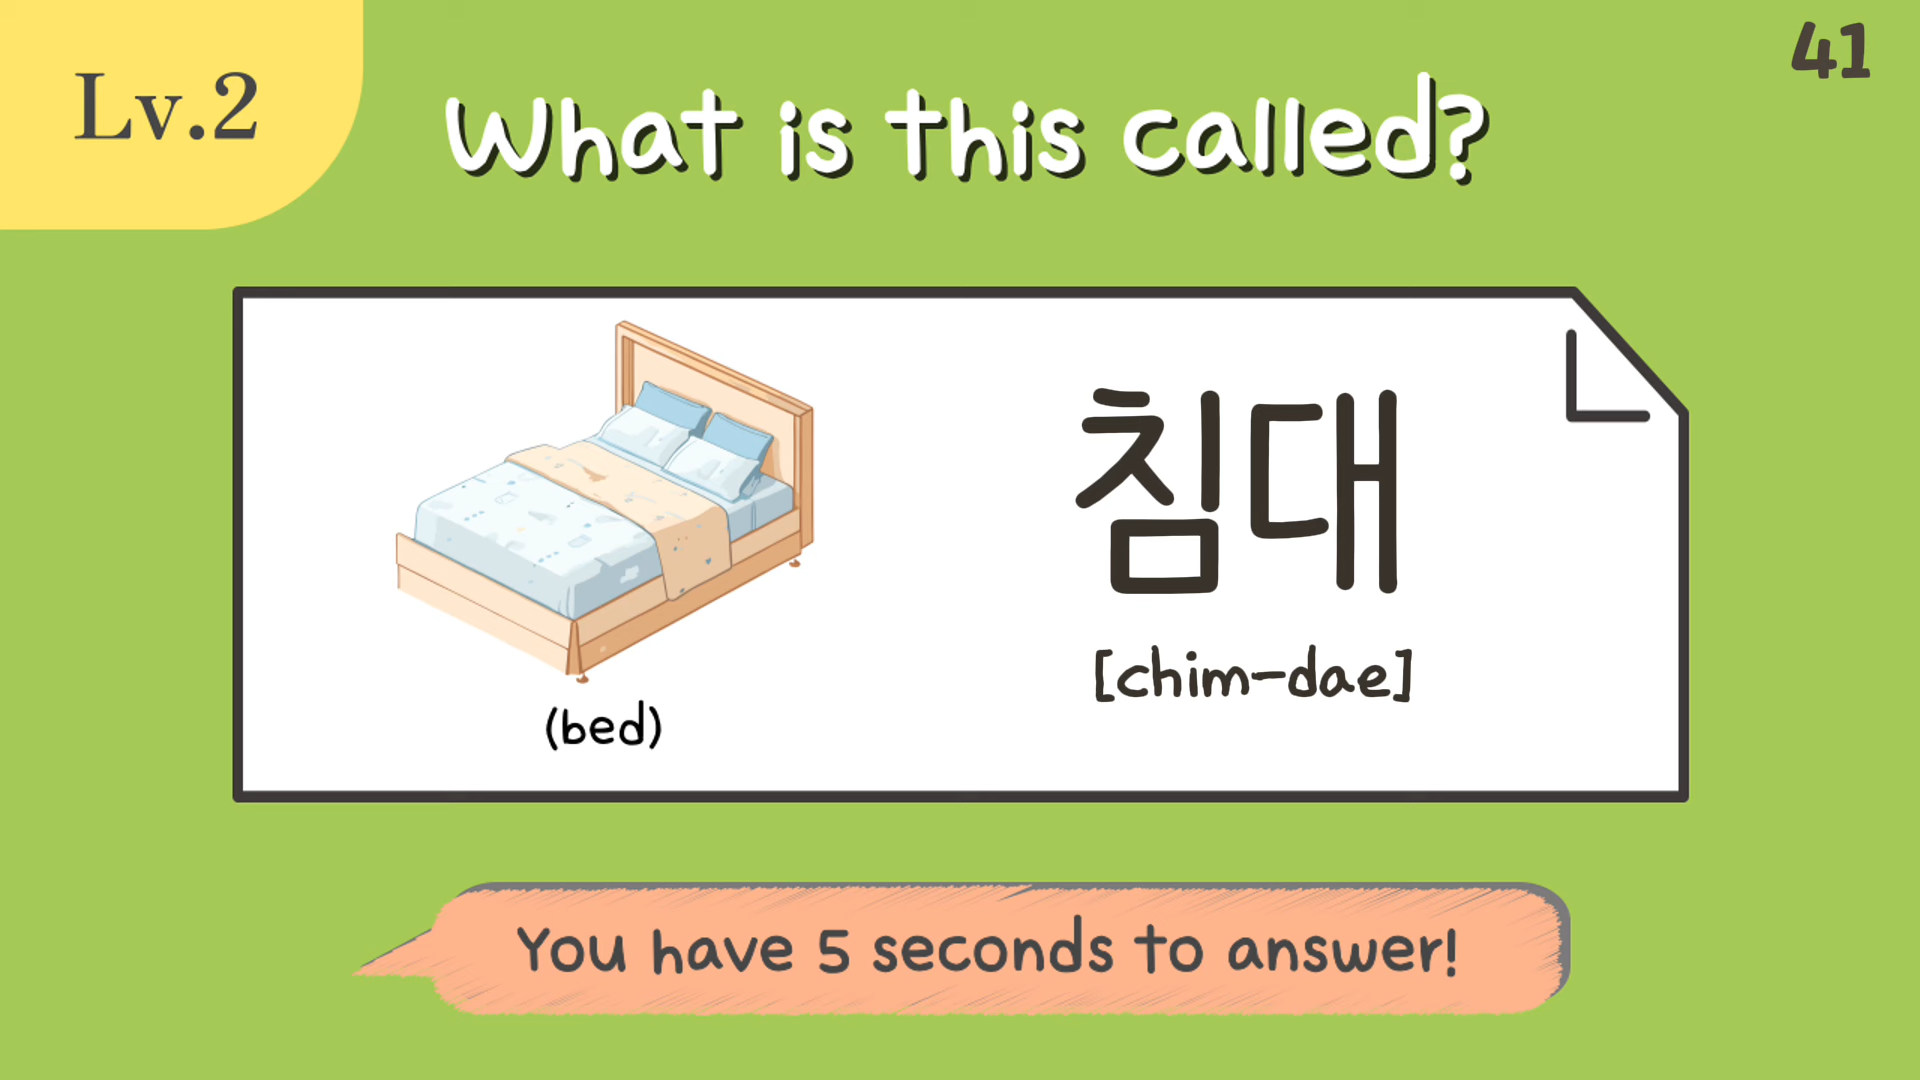 Lv.2
41
What is this called?
침대
[chim-dae]
(bed)
You have 5 seconds to answer!